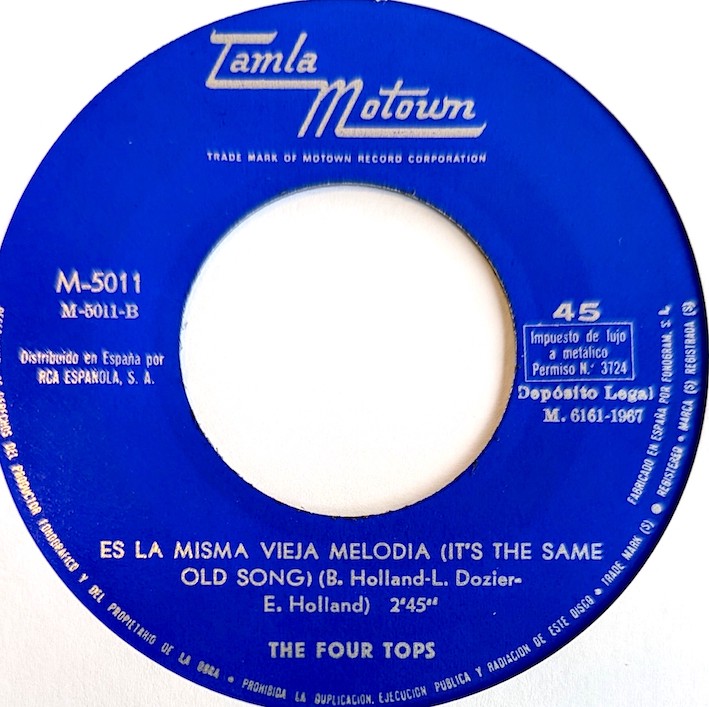 Tamla
Motown
TRADE MARK OF MOTOWN RECORD CORPORATION
M-5011
M-5011-B
Distribuido en España por
RCA ESPAÑOLA, S. A.
45
Impuesto de lujo
a metálico
Permiso N.º 3724
Depósito Legal
M. 6161-1967
ES LA MISMA VIEJA MELODIA (IT'S THE SAME
OLD SONG) (B. Holland-L. Dozier-
E. Holland) 2'45"
THE FOUR TOPS
DERECHOS DEL PRODUCTOR FONOGRAFICO Y DEL PROPIETARIO DE LA OBRA • PROHIBIDA LA DUPLICACION, EJECUCION PUBLICA Y RADIACION DE ESTE DISCO • TRADE MARK (S) • REGISTERED • MARCA (S) REGISTRADA (S)
FABRICADO EN ESPAÑA POR FONOGRAM, S. A.